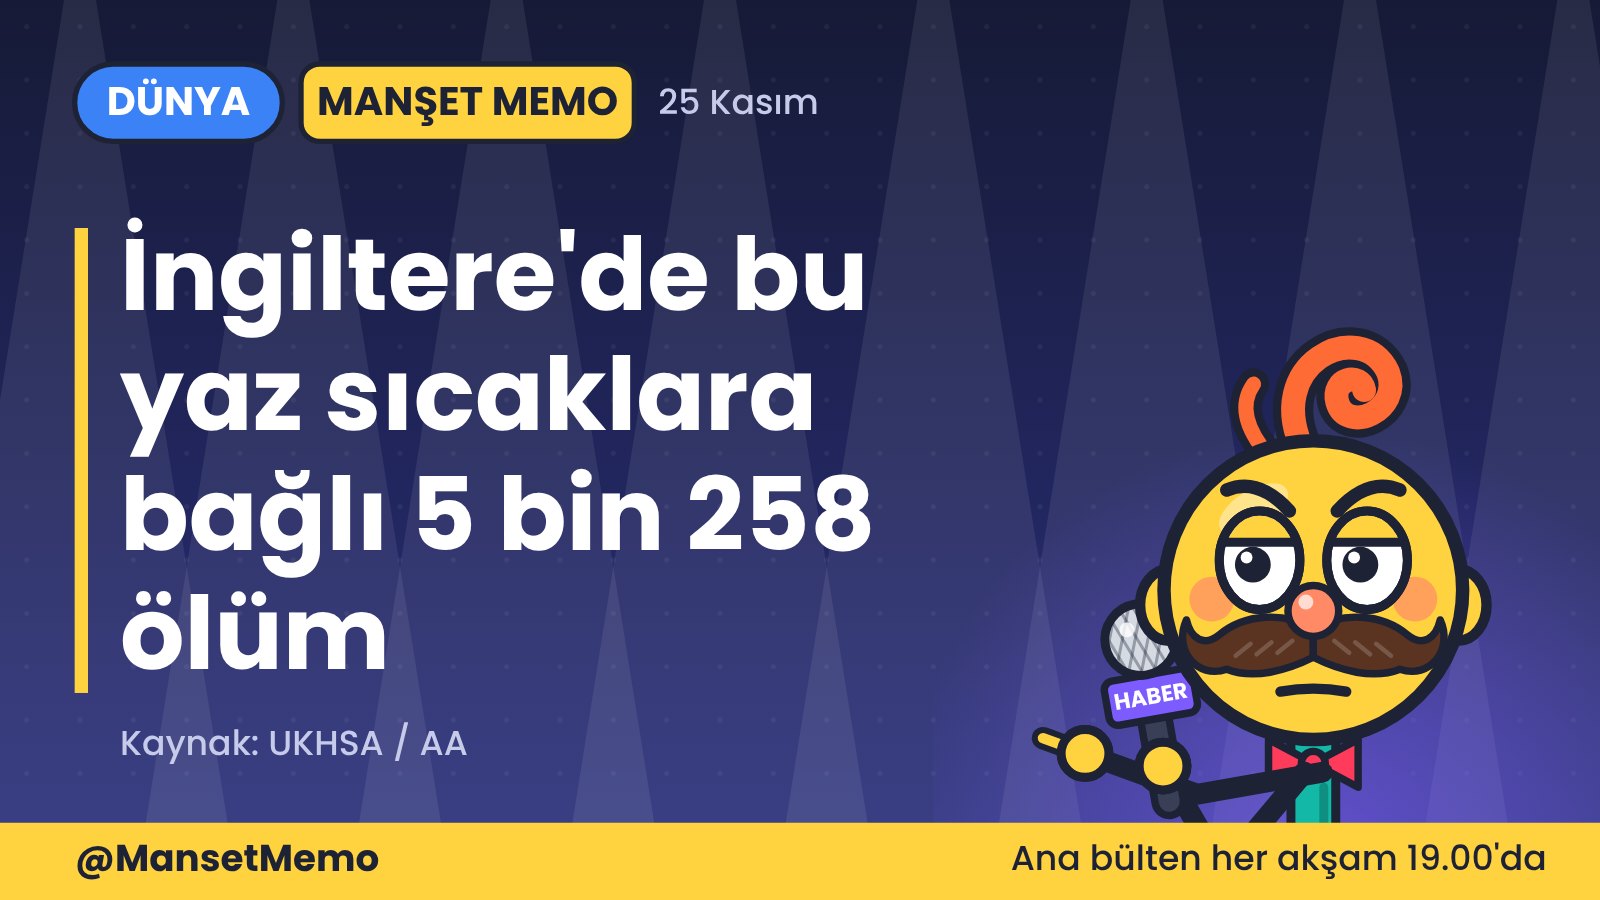 DÜNYA MANŞET MEMO 25 Kasım
İngiltere'de bu
yaz sıcaklara
bağlı 5 bin 258
ölüm
Kaynak: UKHSA / AA
HABER
@MansetMemo Ana bülten her akşam 19.00'da